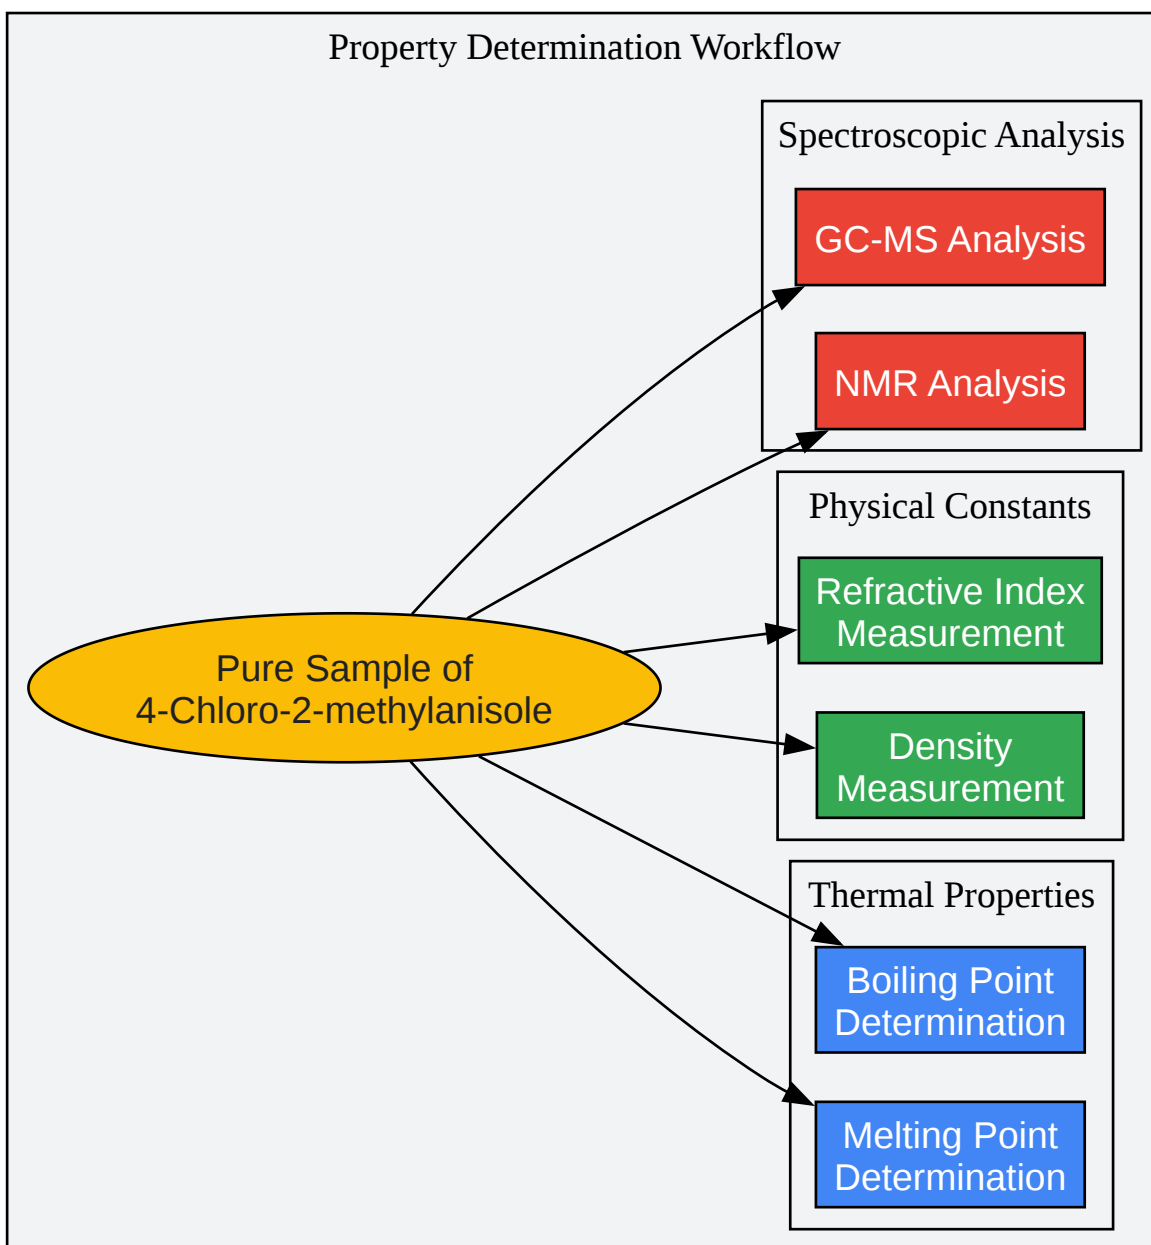 Property Determination Workflow
Spectroscopic Analysis
GC-MS Analysis
NMR Analysis
Physical Constants
Refractive Index
Measurement
Pure Sample of
4-Chloro-2-methylanisole
Density
Measurement
Thermal Properties
Boiling Point
Determination
Melting Point
Determination